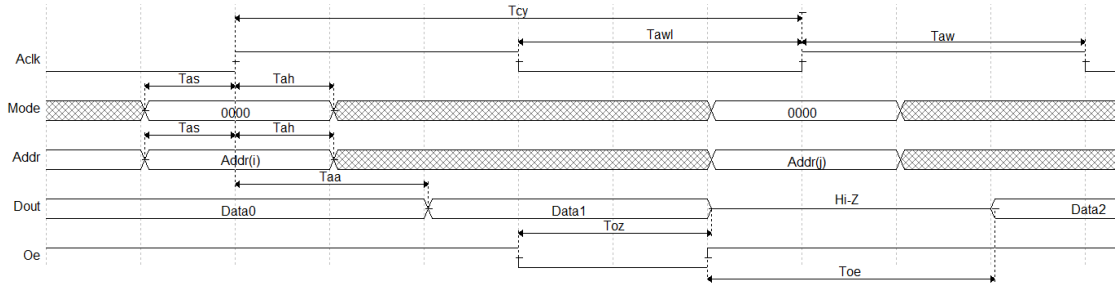 Tcy
Tawl Taw
Aclk
Tas Tah
Mode 0000 0000
Tas Tah
Addr Addr(i) Addr(j)
Taa
Dout Data0 Data1 Hi-Z Data2
Toz
Oe
Toe